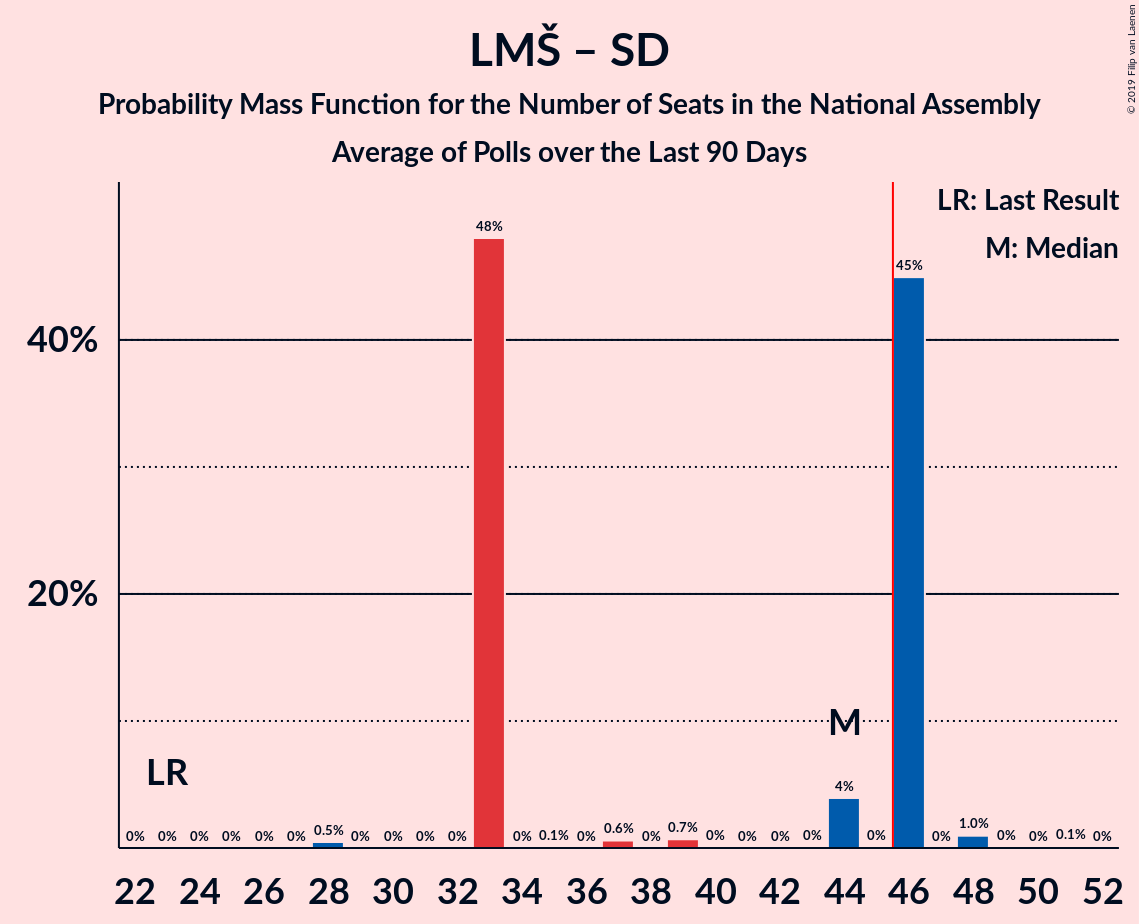 LMŠ – SD
Probability Mass Function for the Number of Seats in the National Assembly
Average of Polls over the Last 90 Days
© 2019 Filip van Laenen
LR: Last Result
M: Median
48%
45%
40%
20%
M
LR
4%
0% 0% 0% 0% 0% 0% 0.5% 0% 0% 0% 0% 0% 0.1% 0% 0.6% 0% 0.7% 0% 0% 0% 0% 0% 0% 1.0% 0% 0% 0.1% 0%
22 24 26 28 30 32 34 36 38 40 42 44 46 48 50 52